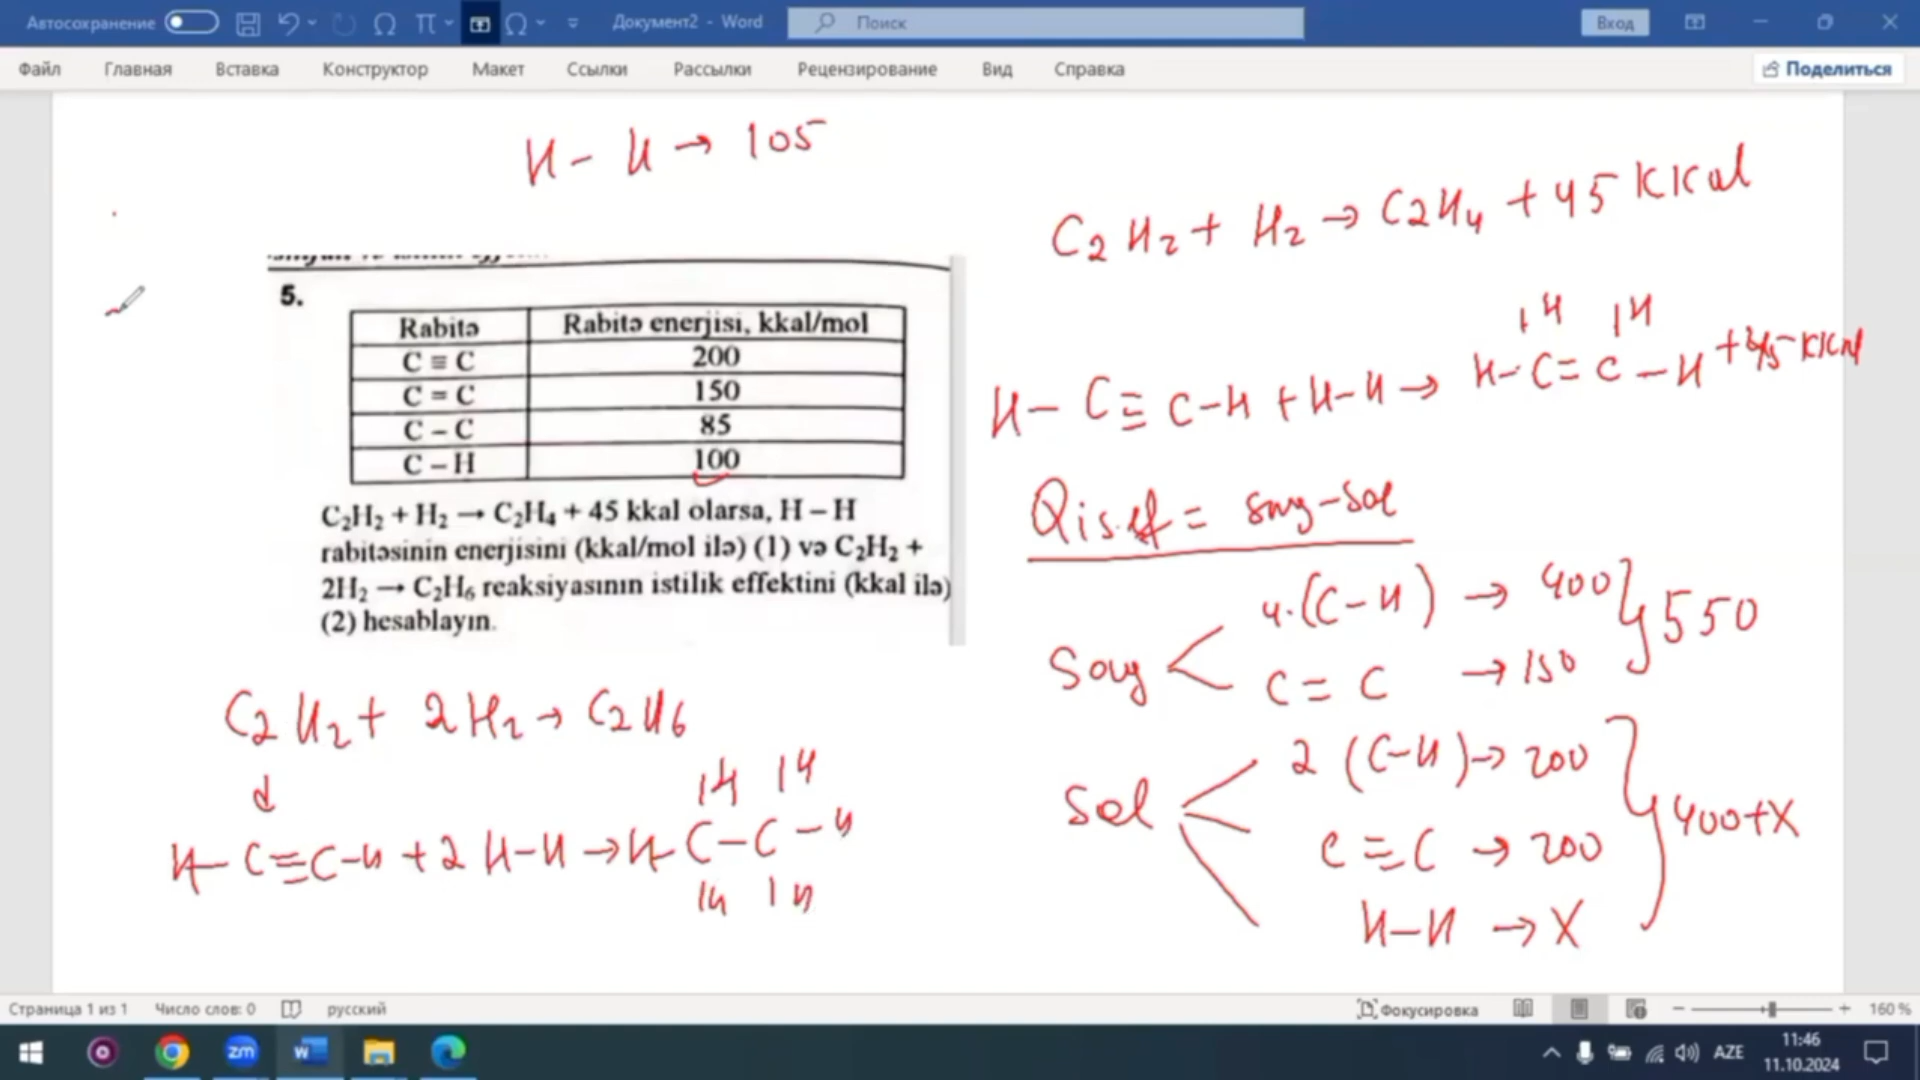 Автосохранение Документ2 - Word Поиск Вход
Файл Главная Вставка Конструктор Макет Ссылки Рассылки Рецензирование Вид Справка Поделиться
H - H → 105
C2H2 + H2 → C2H4 + 45 kkal
5.
Rabitə Rabitə enerjisi, kkal/mol
C ≡ C 200
C = C 150
C – C 85
C – H 100
C₂H₂ + H₂ → C₂H₄ + 45 kkal olarsa, H – H
rabitəsinin enerjisini (kkal/mol ilə) (1) və C₂H₂ +
2H₂ → C₂H₆ reaksiyasının istilik effektini (kkal ilə)
(2) hesablayın.
H H
H - C ≡ C - H + H - H → H - C = C - H + 45 kkal
Qis.ef = sağ - sol
Sağ
4·(C-H) → 400
C = C → 150
550
Sol
2 (C-H) → 200
C ≡ C → 200
H-H → X
400+X
C2H2 + 2H2 → C2H6
H H
H - C ≡ C - H + 2 H-H → H C - C - H
H H
Страница 1 из 1 Число слов: 0 русский Фокусировка 160 %
zm W AZE 11:46
11.10.2024